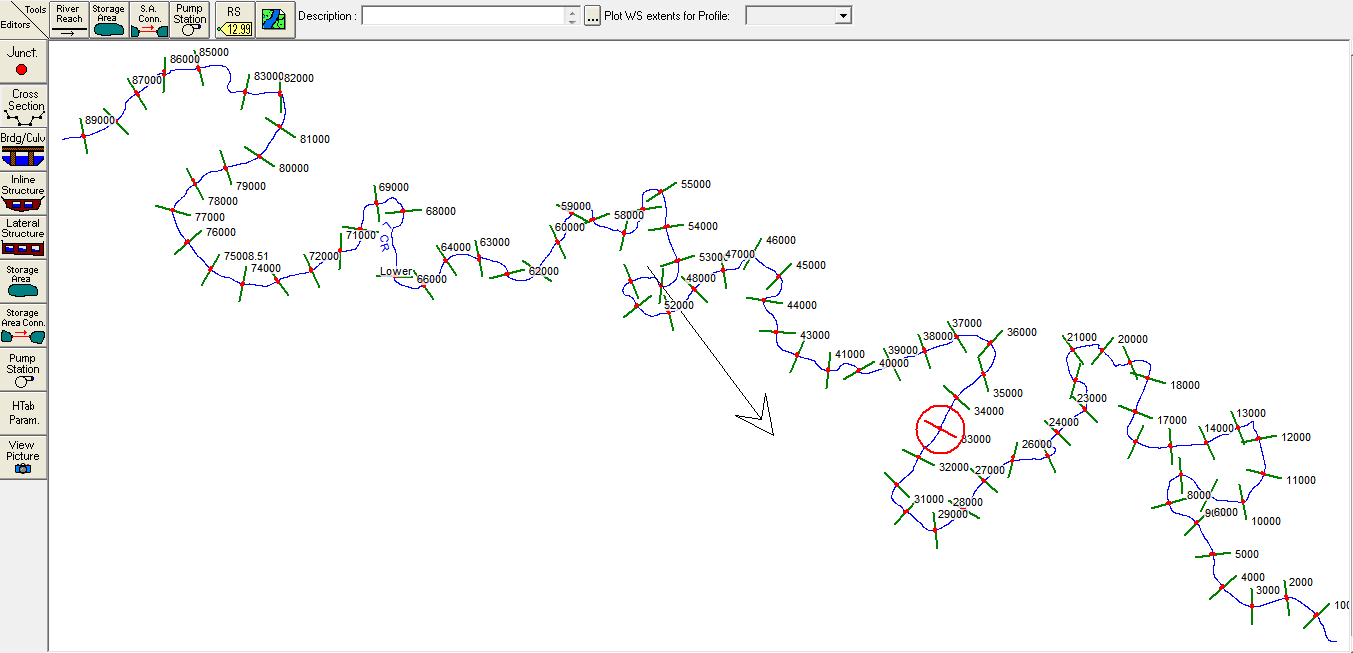 Tools
Editors
River
Reach
Storage
Area
S.A.
Conn.
Pump
Station
RS
12.99
Description :
...
Plot WS extents for Profile:
Junct.
Cross
Section
Brdg/Culv
Inline
Structure
Lateral
Structure
Storage
Area
Storage
Area Conn.
Pump
Station
HTab
Param.
View
Picture
89000
87000
86000
85000
83000
82000
81000
80000
79000
78000
77000
76000
75008.51
74000
72000
71000
69000
68000
CR
Lower
66000
64000
63000
62000
60000
59000
58000
55000
54000
53000
52000
48000
47000
46000
45000
44000
43000
41000
40000
39000
38000
37000
36000
35000
34000
33000
32000
31000
29000
28000
27000
26000
24000
23000
21000
20000
18000
17000
14000
13000
12000
11000
10000
8000
6000
5000
4000
3000
2000